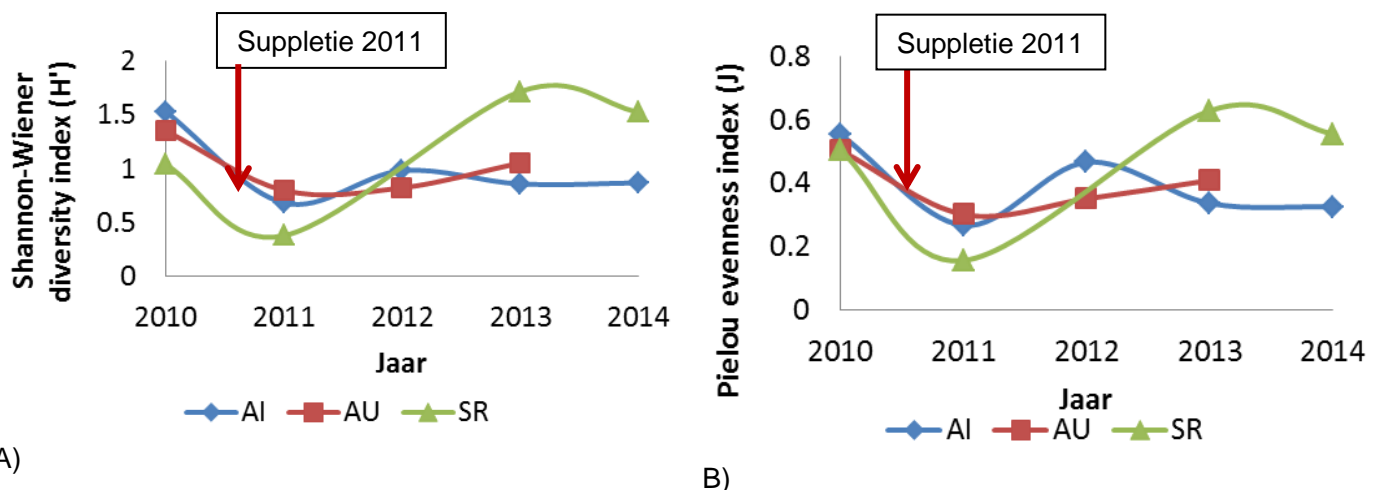 Suppletie 2011
Shannon-Wiener
diversity index (H')
2
1.5
1
0.5
0
2010 2011 2012 2013 2014
Jaar
AI AU SR
A)
Suppletie 2011
Pielou evenness index (J)
0.8
0.6
0.4
0.2
0
2010 2011 2012 2013 2014
Jaar
AI AU SR
B)